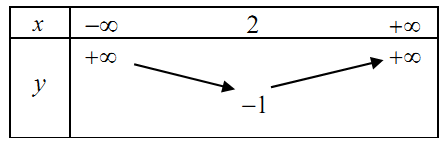 x −∞ 2 +∞
+∞ +∞
y
−1